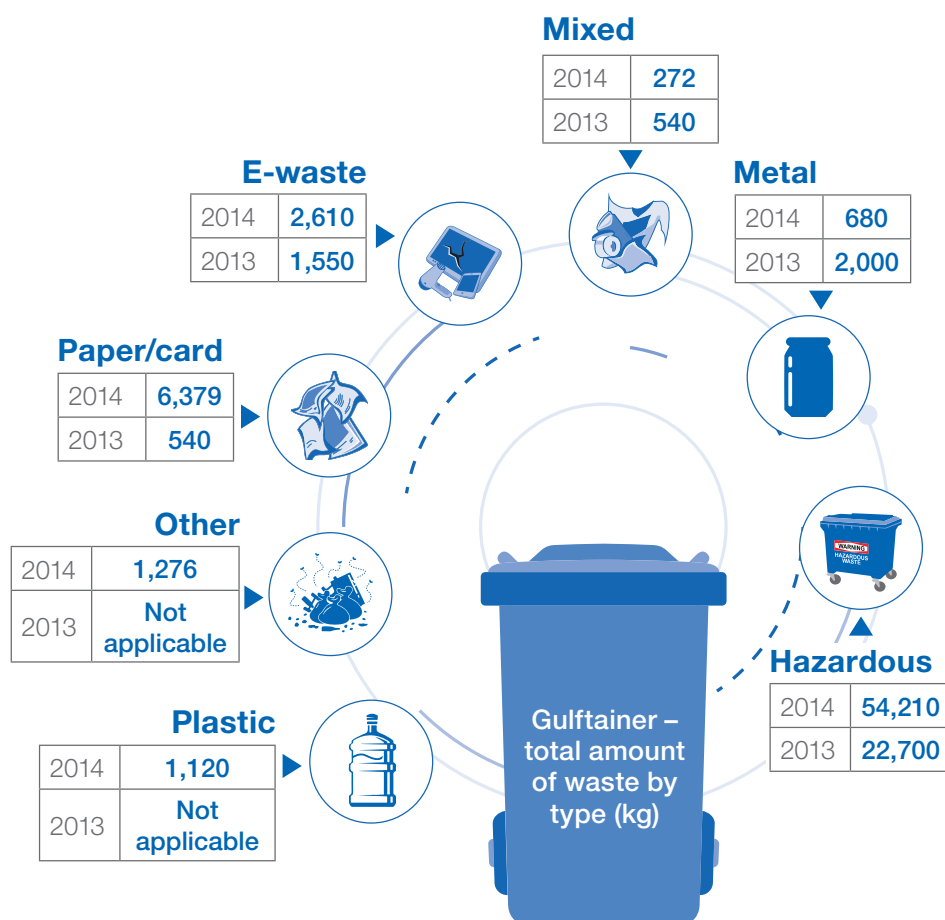 Mixed
2014 272
2013 540
E-waste
2014 2,610
2013 1,550
Metal
2014 680
2013 2,000
Paper/card
2014 6,379
2013 540
Other
2014 1,276
2013 Not
applicable
WARNING
HAZARDOUS
WASTE
Hazardous
2014 54,210
2013 22,700
Plastic
2014 1,120
2013 Not
applicable
Gulftainer –
total amount
of waste by
type (kg)